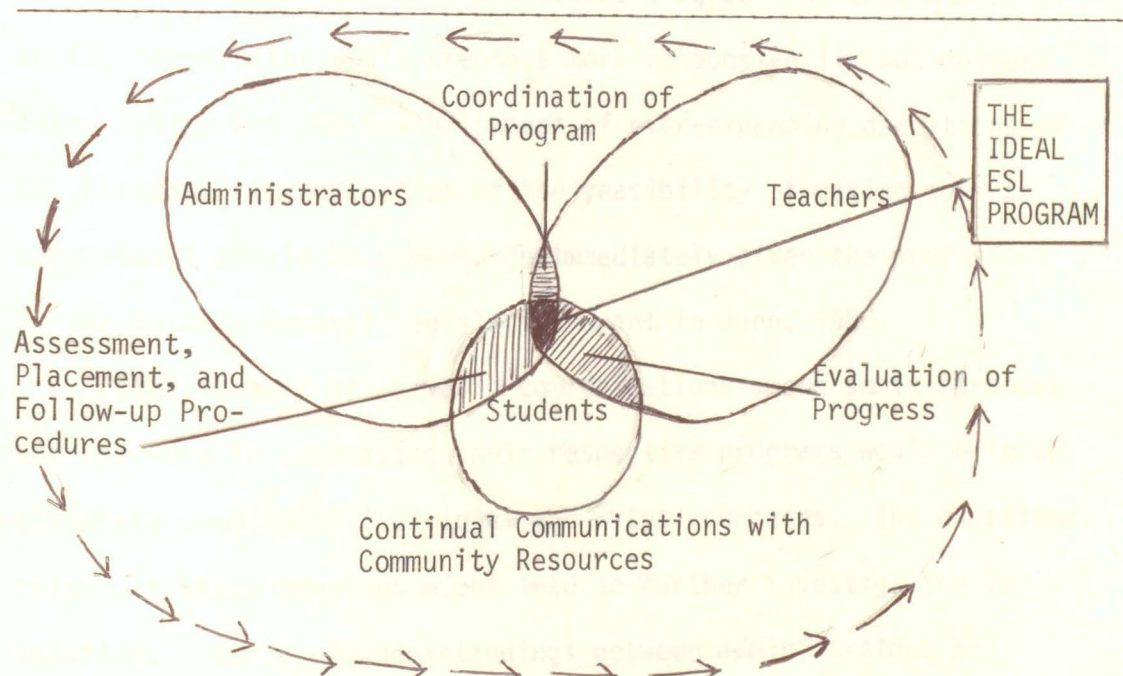 Coordination of
Program
THE
IDEAL
ESL
PROGRAM
Administrators
Teachers
Assessment,
Placement, and
Follow-up Pro-
cedures
Students
Evaluation of
Progress
Continual Communications with
Community Resources